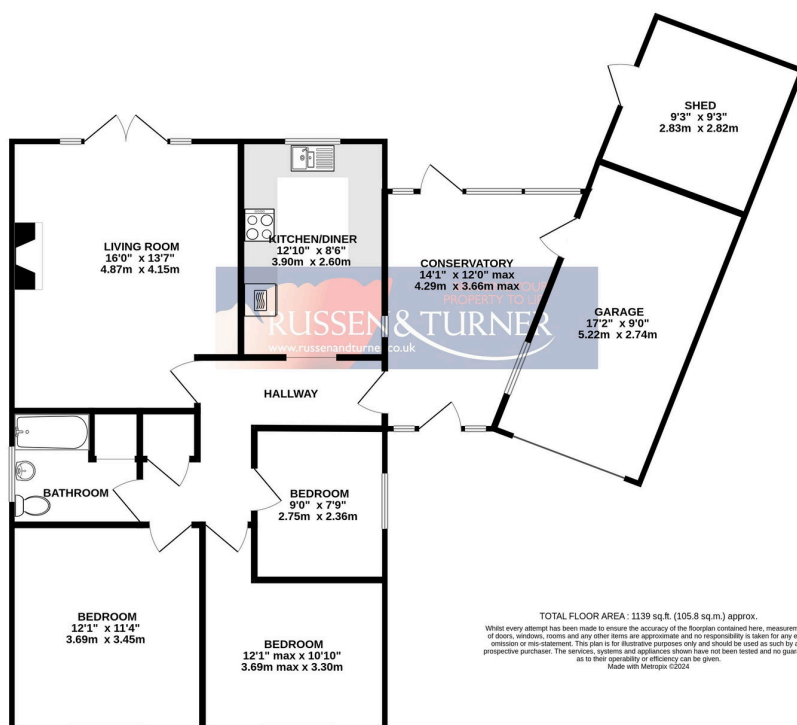 SHED
9'3" x 9'3"
2.83m x 2.82m
LIVING ROOM
16'0" x 13'7"
4.87m x 4.15m
KITCHEN/DINER
12'10" x 8'6"
3.90m x 2.60m
CONSERVATORY
14'1" x 12'0" max
4.29m x 3.66m max
GARAGE
17'2" x 9'0"
5.22m x 2.74m
PROPERTY TO
RUSSEN & TURNER
www.russenandturner.co.uk
HALLWAY
BATHROOM
BEDROOM
9'0" x 7'9"
2.75m x 2.36m
BEDROOM
12'1" x 11'4"
3.69m x 3.45m
BEDROOM
12'1" max x 10'10"
3.69m max x 3.30m
TOTAL FLOOR AREA : 1139 sq.ft. (105.8 sq.m.) approx.
Whilst every attempt has been made to ensure the accuracy of the floorplan contained here, measurem
of doors, windows, rooms and any other items are approximate and no responsibility is taken for any e
omission or mis-statement. This plan is for illustrative purposes only and should be used as such by a
prospective purchaser. The services, systems and appliances shown have not been tested and no guar
as to their operability or efficiency can be given.
Made with Metropix ©2024